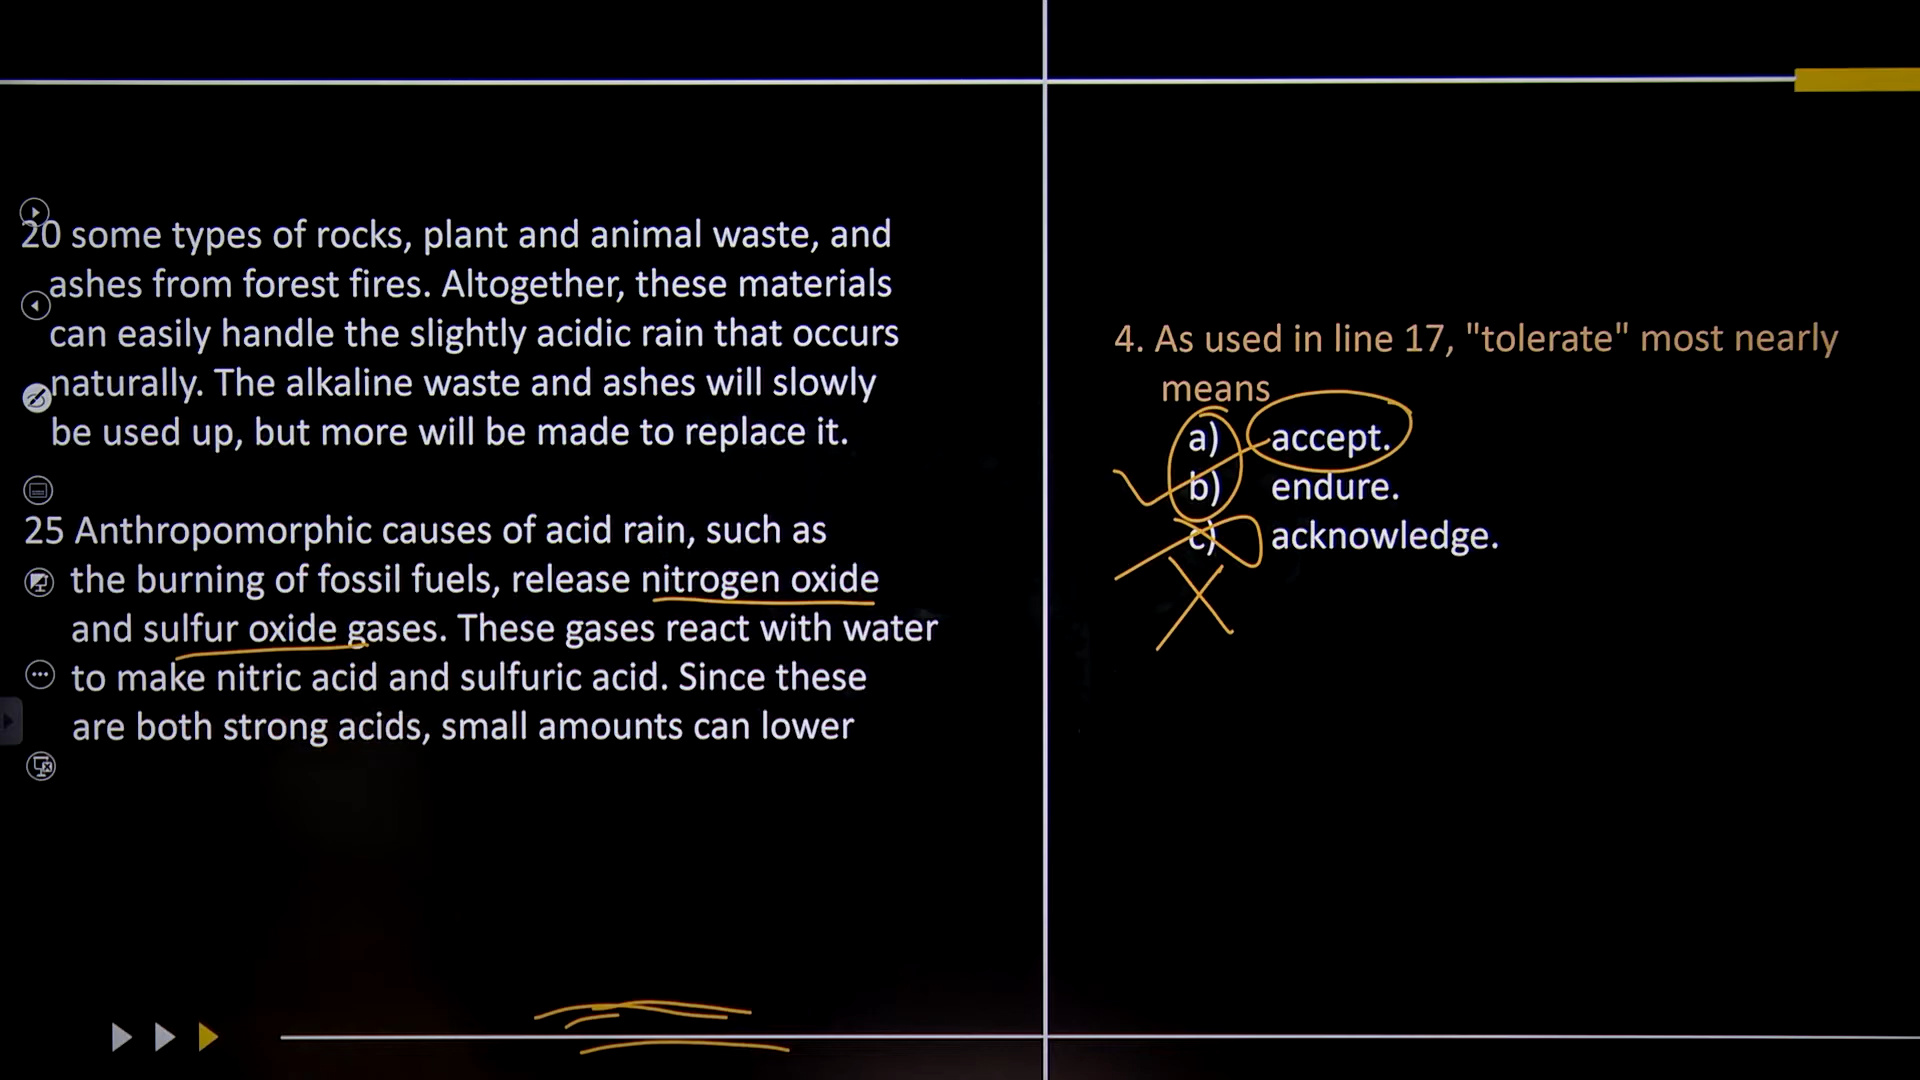 20 some types of rocks, plant and animal waste, and
ashes from forest fires. Altogether, these materials
can easily handle the slightly acidic rain that occurs
naturally. The alkaline waste and ashes will slowly
be used up, but more will be made to replace it.
25 Anthropomorphic causes of acid rain, such as
the burning of fossil fuels, release nitrogen oxide
and sulfur oxide gases. These gases react with water
to make nitric acid and sulfuric acid. Since these
are both strong acids, small amounts can lower
4. As used in line 17, "tolerate" most nearly
means
a) accept.
b) endure.
c) acknowledge.